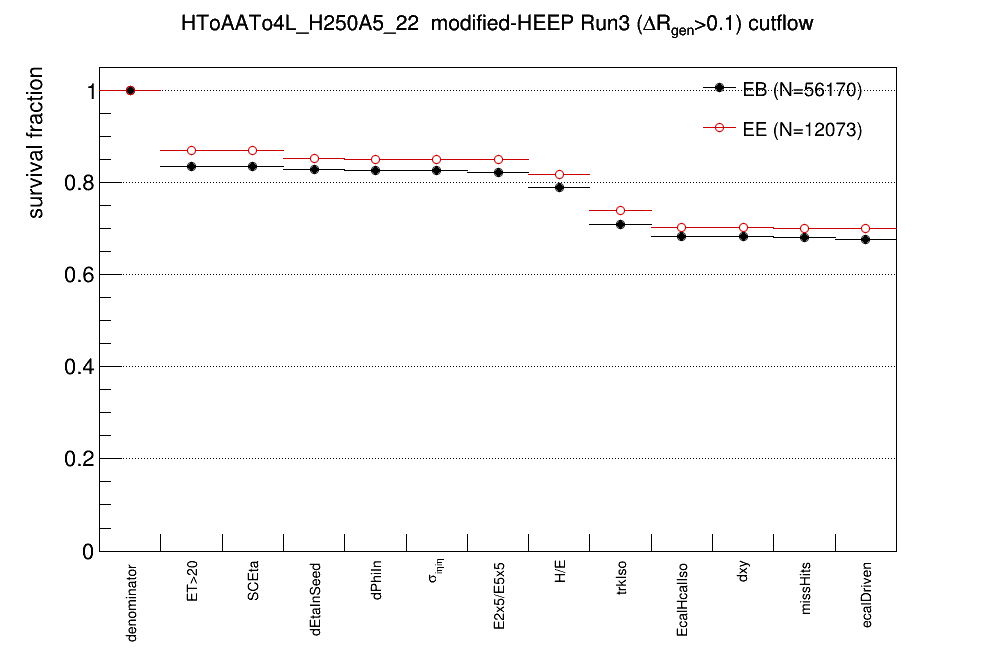 HToAATo4L_H250A5_22 modified-HEEP Run3 (ΔRgen>0.1) cutflow
survival fraction
1
0.8
0.6
0.4
0.2
0
EB (N=56170)
EE (N=12073)
denominator
ET>20
SCEta
dEtaInSeed
dPhiIn
σiηiη
E2x5/E5x5
H/E
trkIso
EcalHcalIso
dxy
missHits
ecalDriven